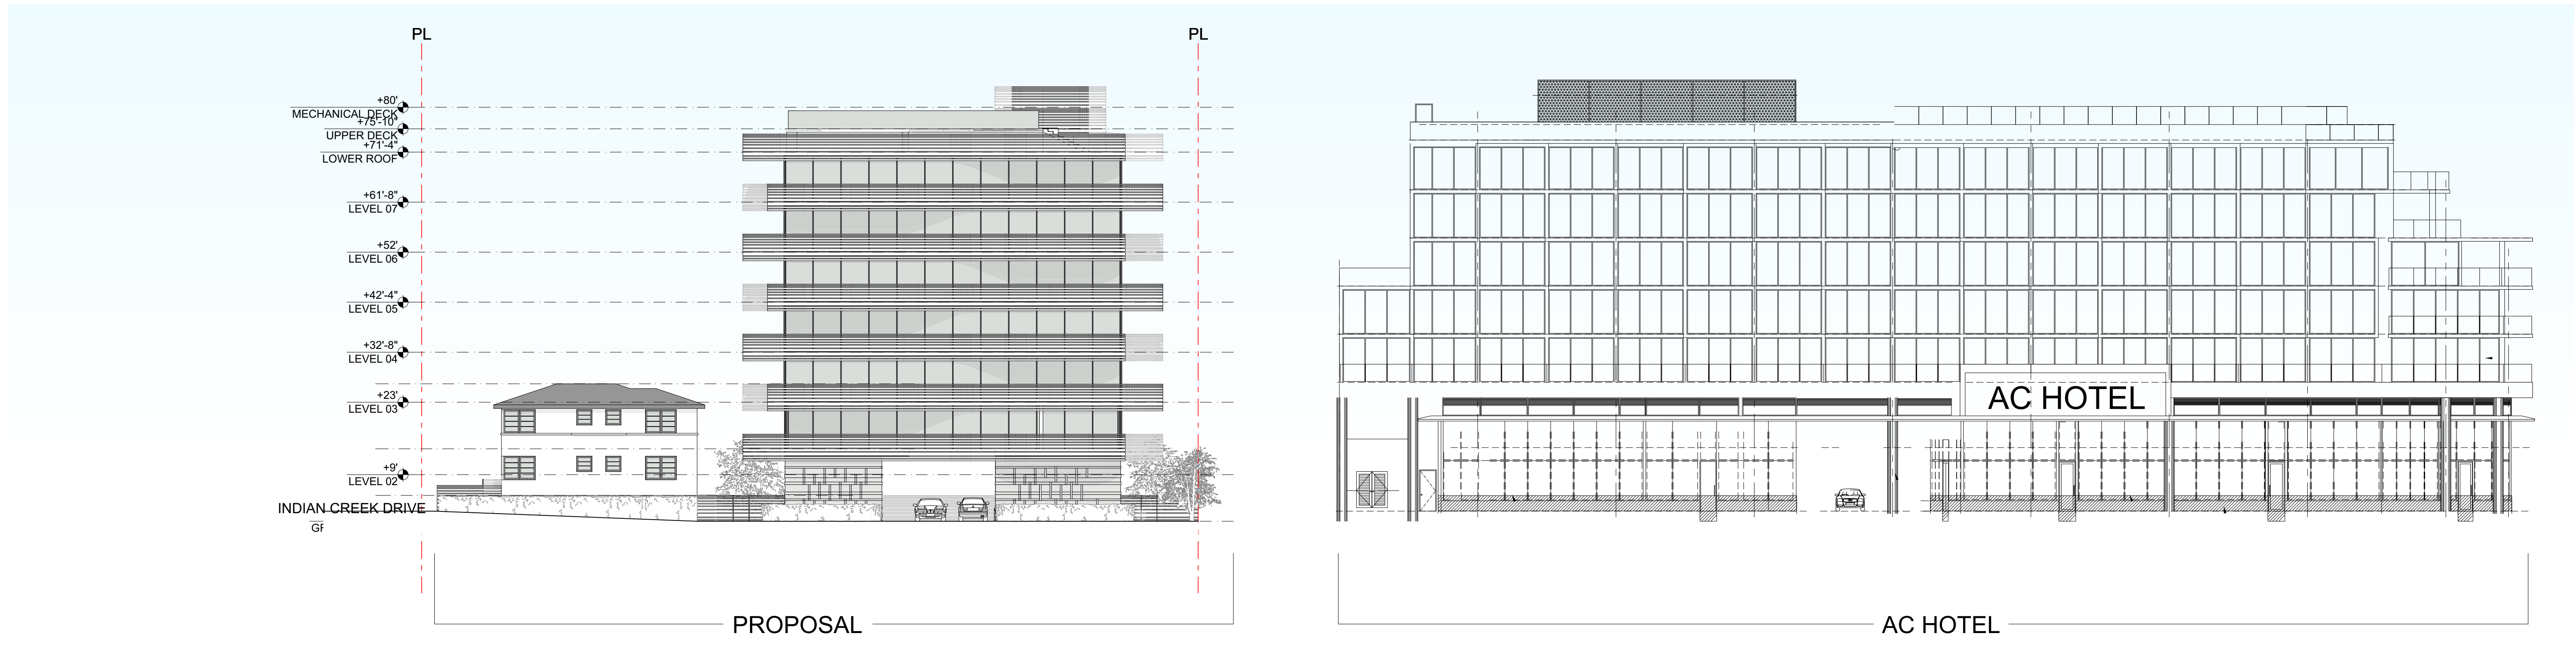 PL
PL
+80'
MECHANICAL DECK
+75'-10"
UPPER DECK
+71'-4"
LOWER ROOF
+61'-8"
LEVEL 07
+52'
LEVEL 06
+42'-4"
LEVEL 05
+32'-8"
LEVEL 04
+23'
LEVEL 03
+9'
LEVEL 02
INDIAN CREEK DRIVE
GF
AC HOTEL
PROPOSAL
AC HOTEL